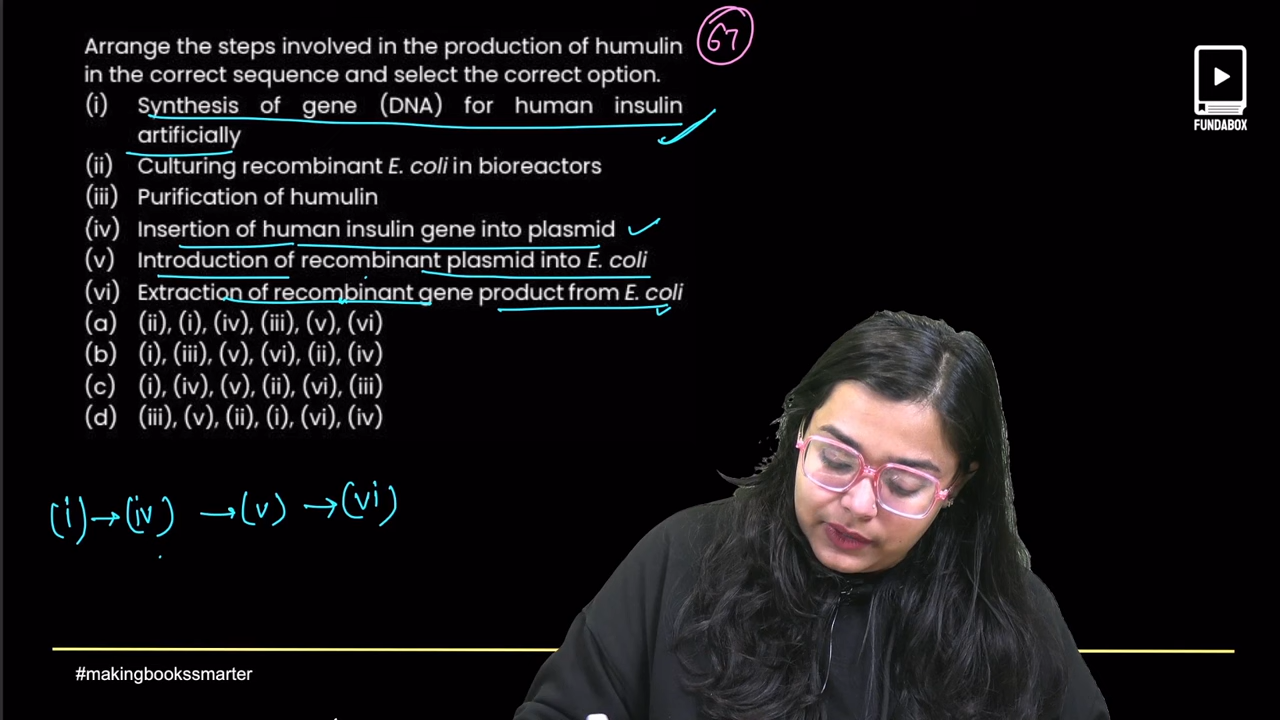 Arrange the steps involved in the production of humulin
in the correct sequence and select the correct option.
67
(i) Synthesis of gene (DNA) for human insulin
artificially
(ii) Culturing recombinant E. coli in bioreactors
(iii) Purification of humulin
(iv) Insertion of human insulin gene into plasmid
(v) Introduction of recombinant plasmid into E. coli
(vi) Extraction of recombinant gene product from E. coli
(a) (ii), (i), (iv), (iii), (v), (vi)
(b) (i), (iii), (v), (vi), (ii), (iv)
(c) (i), (iv), (v), (ii), (vi), (iii)
(d) (iii), (v), (ii), (i), (vi), (iv)
(i) → (iv) → (v) → (vi)
FUNDABOX
#makingbookssmarter